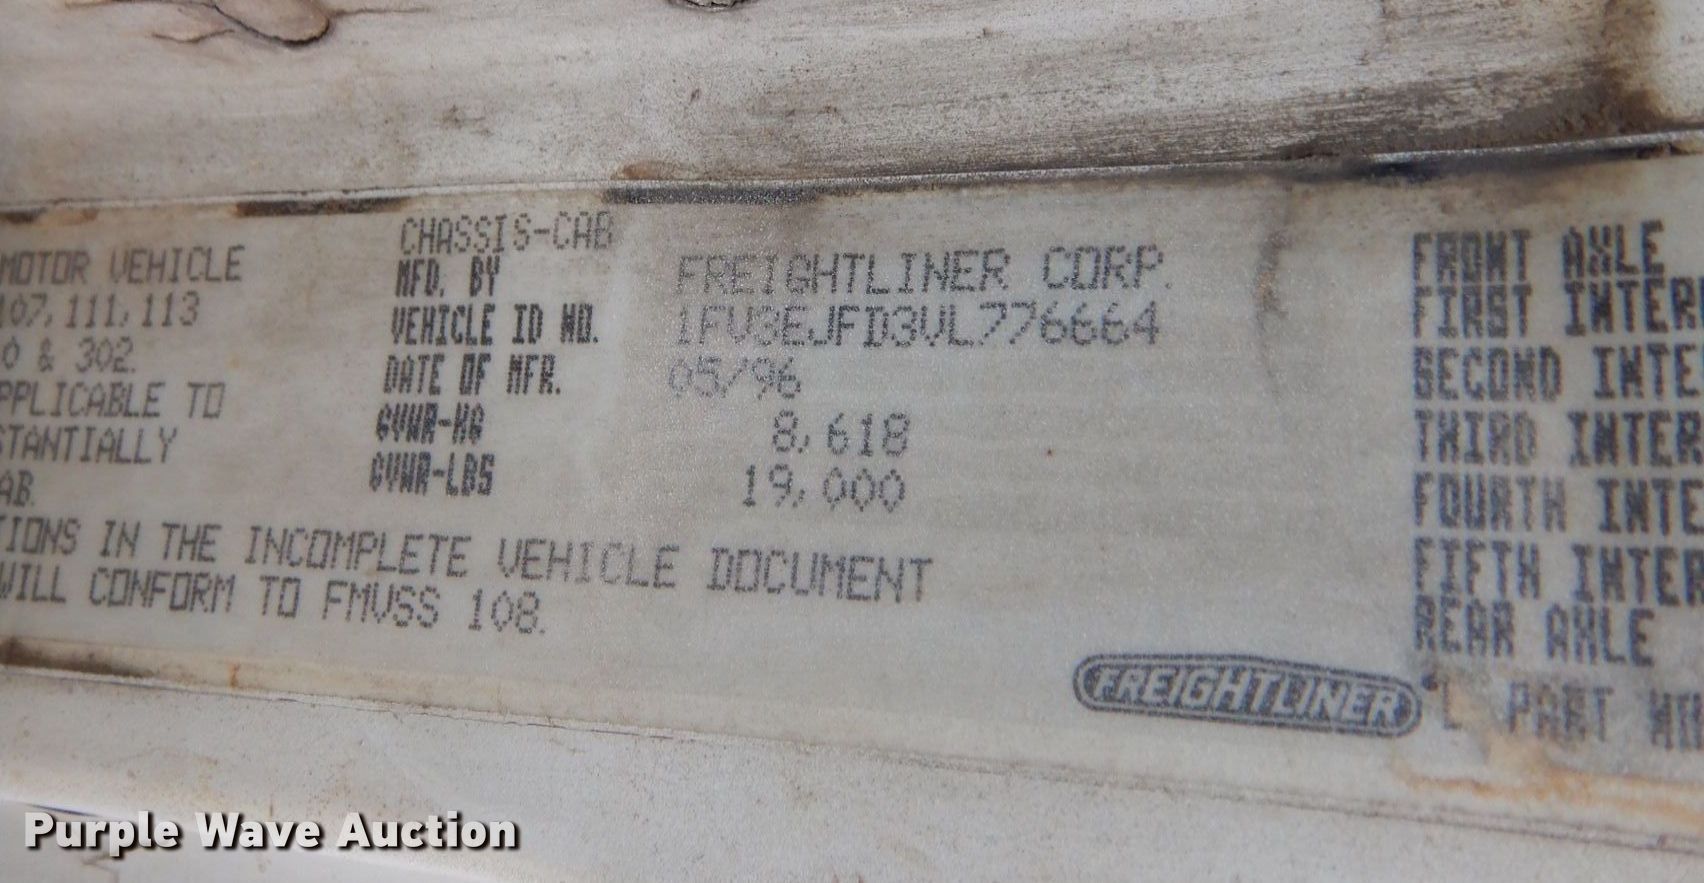 MOTOR VEHICLE
107, 111, 113
0 & 302.
PPLICABLE TO
STANTIALLY
AB.
TIONS IN THE INCOMPLETE VEHICLE DOCUMENT
WILL CONFORM TO FMVSS 108.
CHASSIS-CAB
MFD. BY FREIGHTLINER CORP.
VEHICLE ID NO. 1FV3EJFD3VL776664
DATE OF MFR. 05/96
GVWR-KG 8,618
GVWR-LBS 19,000
FRONT AXLE
FIRST INTER
SECOND INTE
THIRD INTER
FOURTH INTE
FIFTH INTER
REAR AXLE
FREIGHTLINER
L PART
Purple Wave Auction